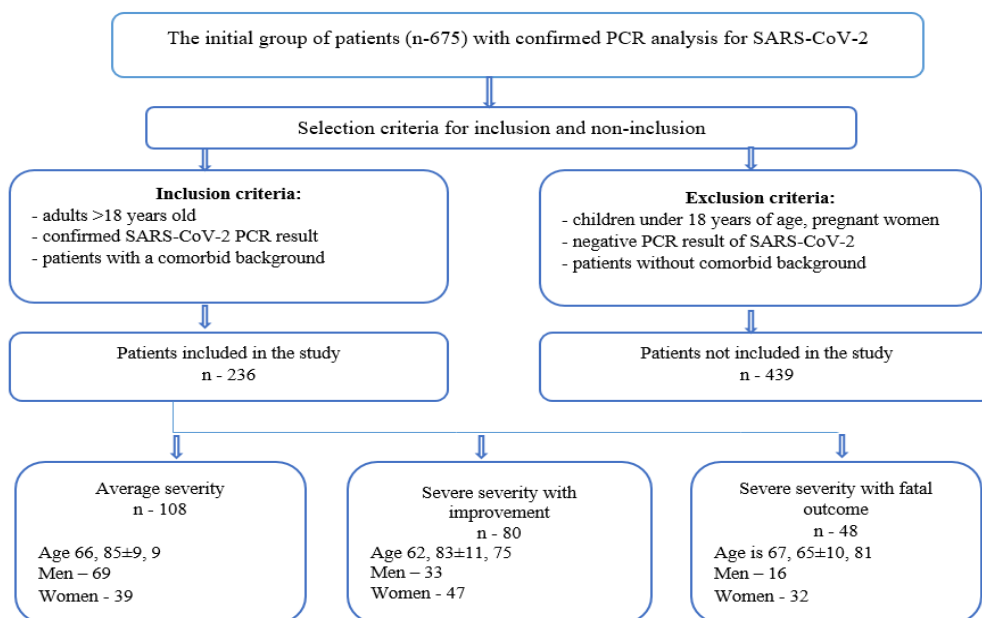 The initial group of patients (n-675) with confirmed PCR analysis for SARS-CoV-2
Selection criteria for inclusion and non-inclusion
Inclusion criteria:
- adults >18 years old
- confirmed SARS-CoV-2 PCR result
- patients with a comorbid background
Exclusion criteria:
- children under 18 years of age, pregnant women
- negative PCR result of SARS-CoV-2
- patients without comorbid background
Patients included in the study
n - 236
Patients not included in the study
n - 439
Average severity
n - 108
Age 66, 85±9, 9
Men – 69
Women - 39
Severe severity with
improvement
n - 80
Age 62, 83±11, 75
Men – 33
Women - 47
Severe severity with fatal
outcome
n - 48
Age is 67, 65±10, 81
Men – 16
Women - 32